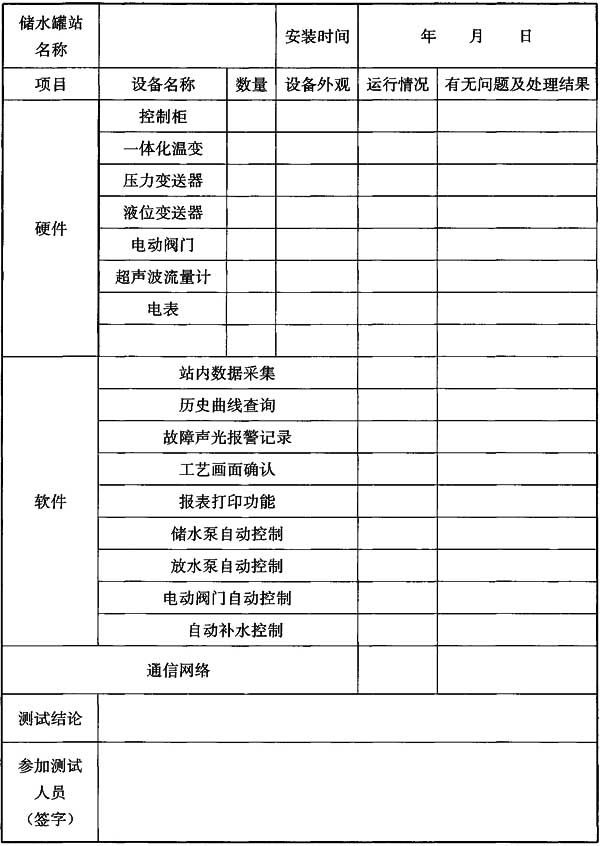 储水罐站
名称
安装时间
年 月 日
项目 设备名称 数量 设备外观 运行情况 有无问题及处理结果
硬件
控制柜
一体化温变
压力变送器
液位变送器
电动阀门
超声波流量计
电表
软件
站内数据采集
历史曲线查询
故障声光报警记录
工艺画面确认
报表打印功能
储水泵自动控制
放水泵自动控制
电动阀门自动控制
自动补水控制
通信网络
测试结论
参加测试
人员
（签字）